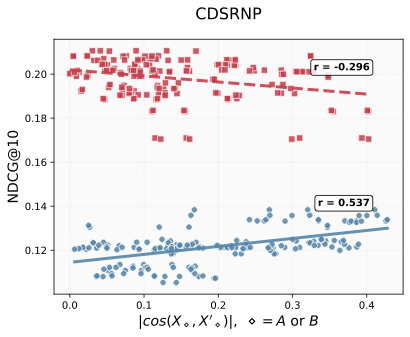 CDSRNP
NDCG@10
0.20
0.18
0.16
0.14
0.12
r = -0.296
r = 0.537
0.0 0.1 0.2 0.3 0.4
|cos(X⋄, X'⋄)|, ⋄ = A or B